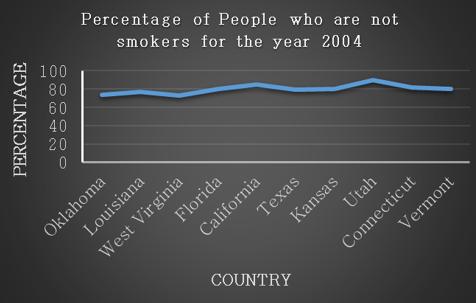 Percentage of People who are not
smokers for the year 2004
PERCENTAGE
100
80
60
40
20
0
Oklahoma
Louisiana
West Virginia
Florida
California
Texas
Kansas
Utah
Connecticut
Vermont
COUNTRY